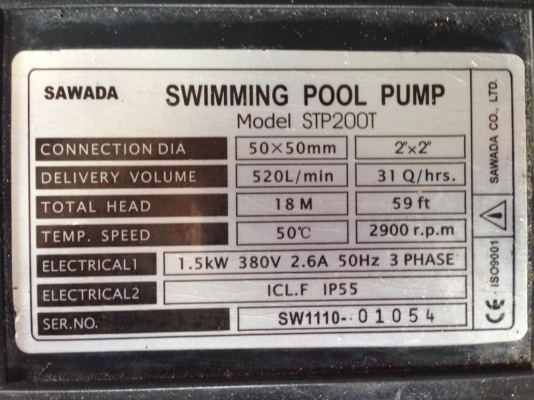 SAWADA SWIMMING POOL PUMP
Model STP200T
CONNECTION DIA 50×50mm 2"×2"
DELIVERY VOLUME 520L/min 31 Q/hrs.
TOTAL HEAD 18 M 59 ft
TEMP. SPEED 50℃ 2900 r.p.m
ELECTRICAL1 1.5kW 380V 2.6A 50Hz 3 PHASE
ELECTRICAL2 ICL.F IP55
SER.NO. SW1110-·01054
SAWADA CO., LTD.
CE · ISO9001